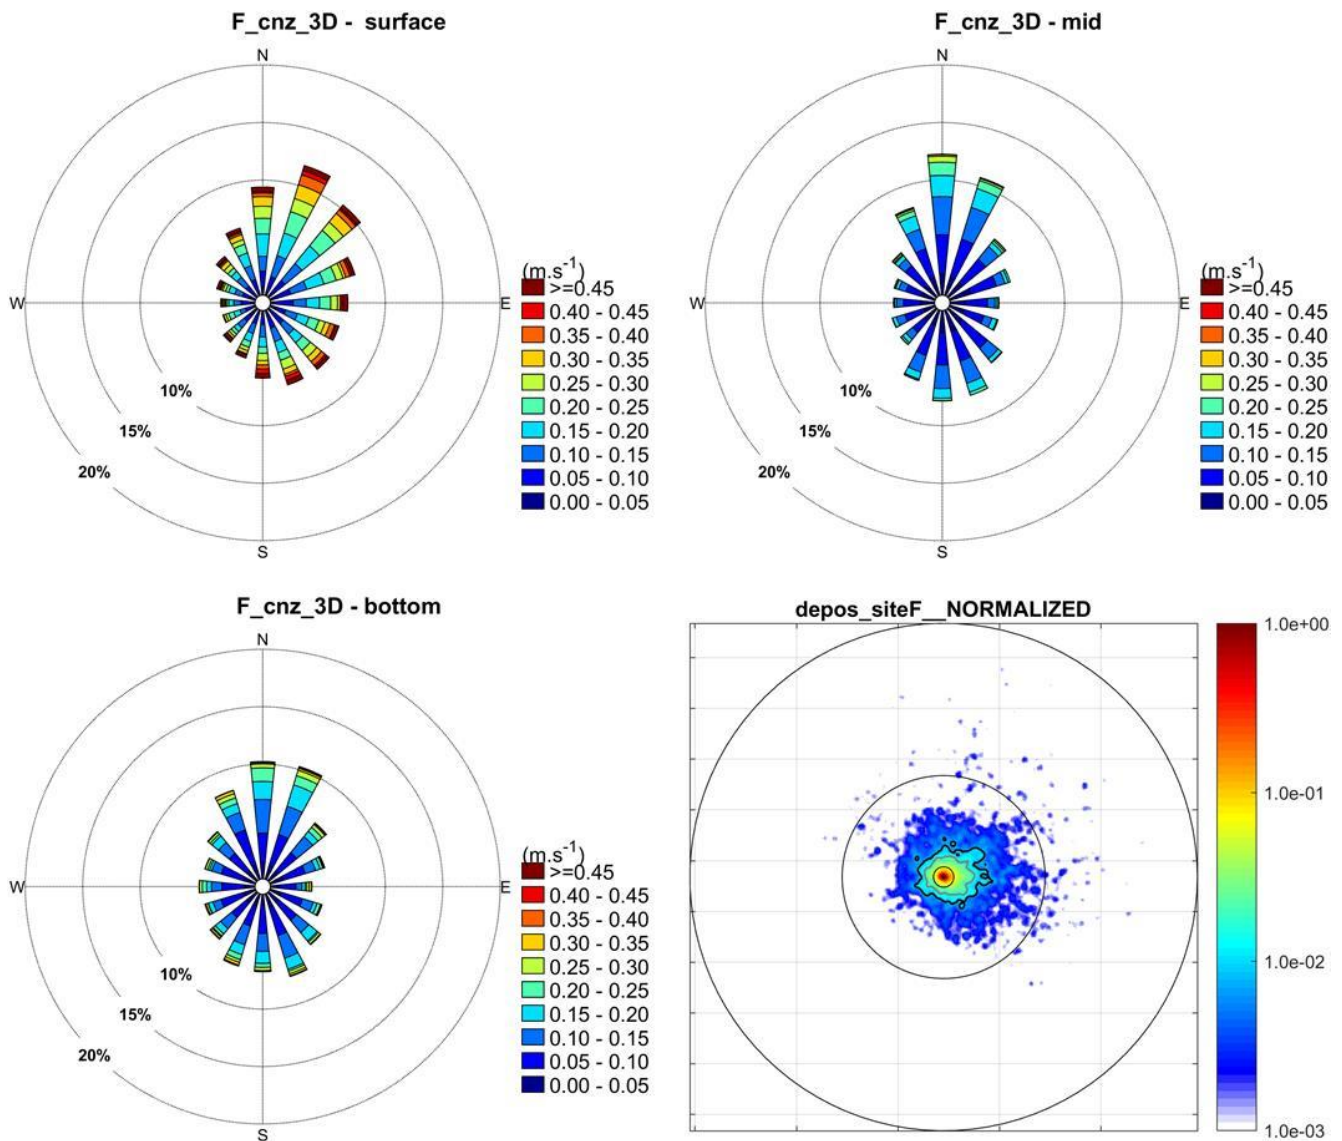 F_cnz_3D -  surface
N
W
E
S
10%
15%
20%
(m.s⁻¹)
>=0.45
0.40 - 0.45
0.35 - 0.40
0.30 - 0.35
0.25 - 0.30
0.20 - 0.25
0.15 - 0.20
0.10 - 0.15
0.05 - 0.10
0.00 - 0.05
F_cnz_3D - mid
N
W
E
S
10%
15%
20%
(m.s⁻¹)
>=0.45
0.40 - 0.45
0.35 - 0.40
0.30 - 0.35
0.25 - 0.30
0.20 - 0.25
0.15 - 0.20
0.10 - 0.15
0.05 - 0.10
0.00 - 0.05
F_cnz_3D - bottom
N
W
E
S
10%
15%
20%
(m.s⁻¹)
>=0.45
0.40 - 0.45
0.35 - 0.40
0.30 - 0.35
0.25 - 0.30
0.20 - 0.25
0.15 - 0.20
0.10 - 0.15
0.05 - 0.10
0.00 - 0.05
depos_siteF__NORMALIZED
1.0e+00
1.0e-01
1.0e-02
1.0e-03